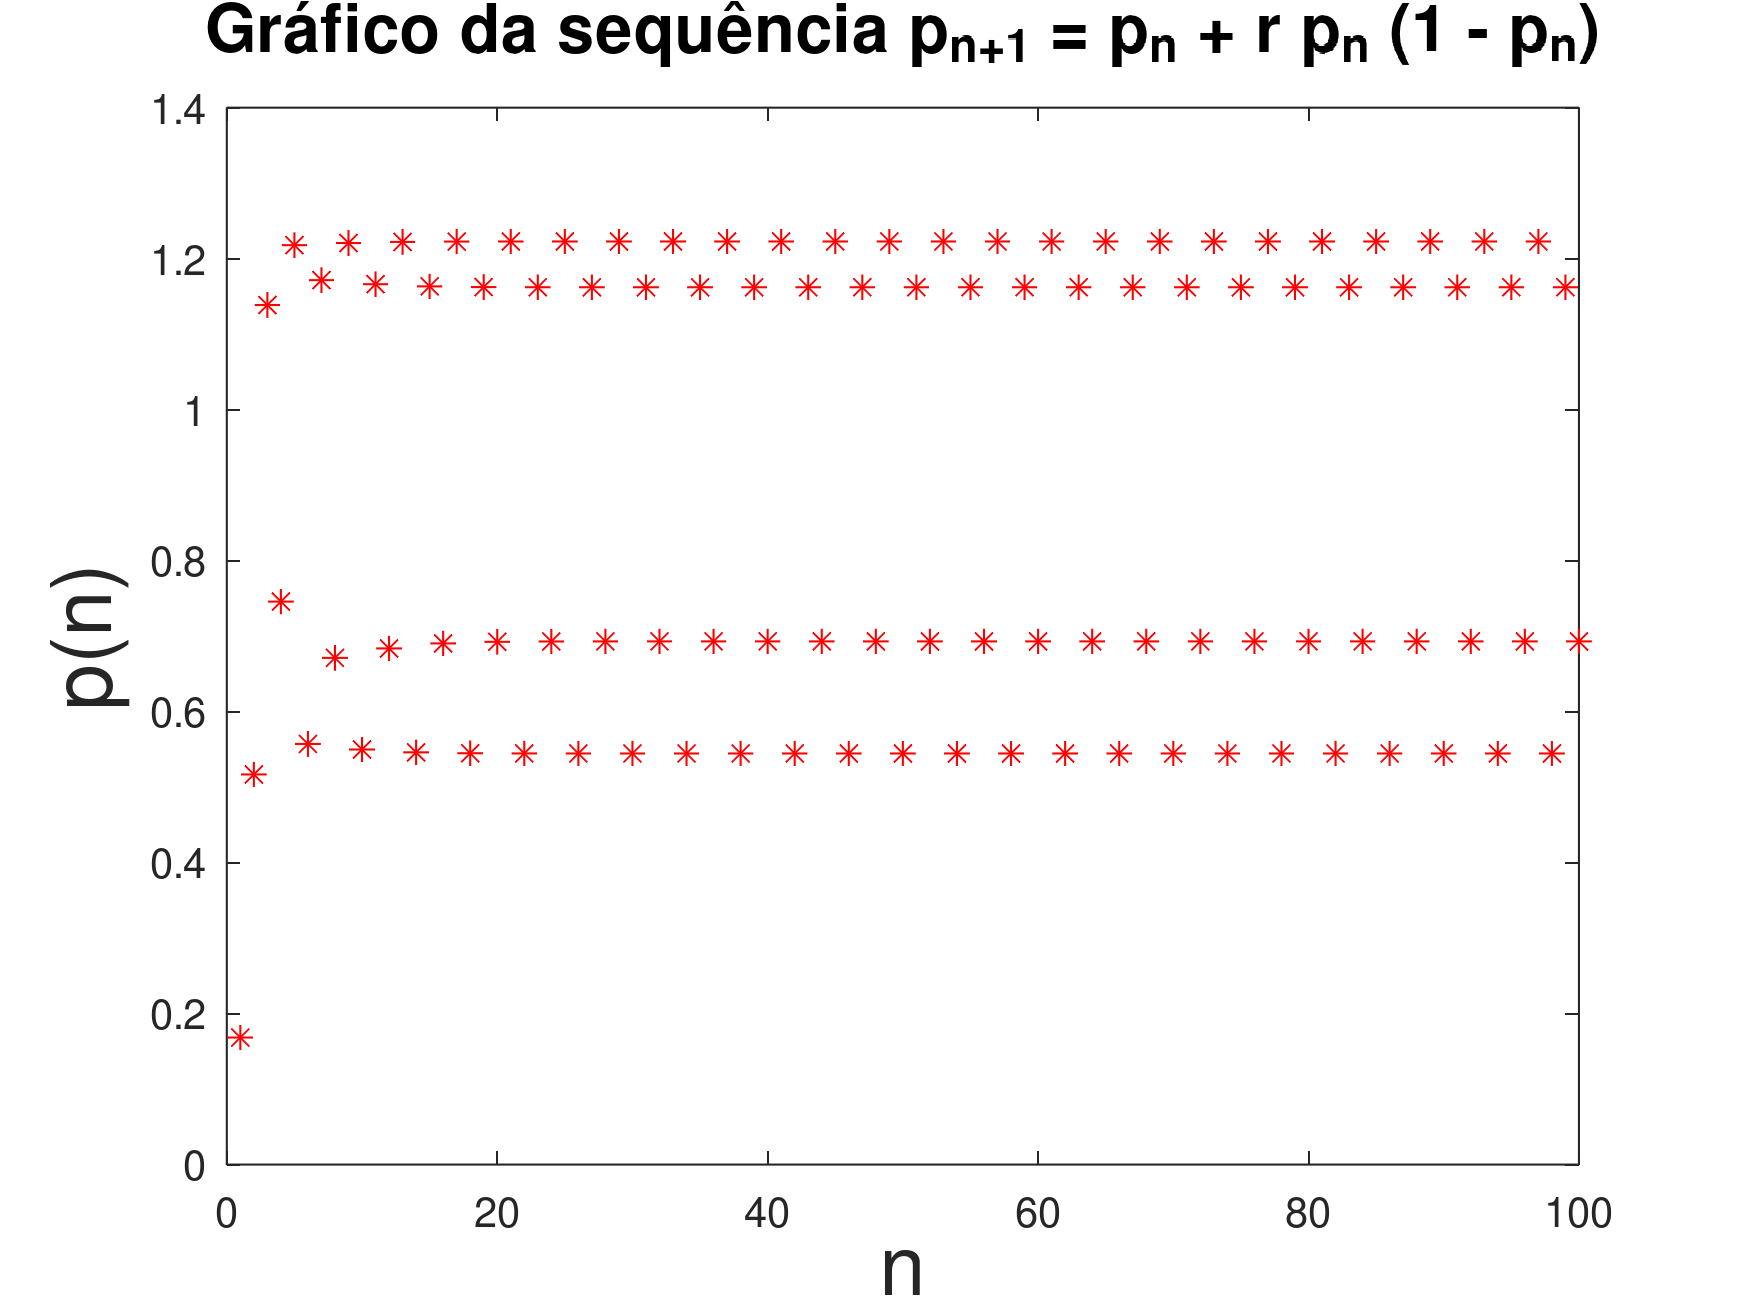 Gráfico da sequência pₙ₊₁ = pₙ + r pₙ (1 - pₙ)
1.4
1.2
1
0.8
0.6
0.4
0.2
0
p(n)
0 20 40 60 80 100
n